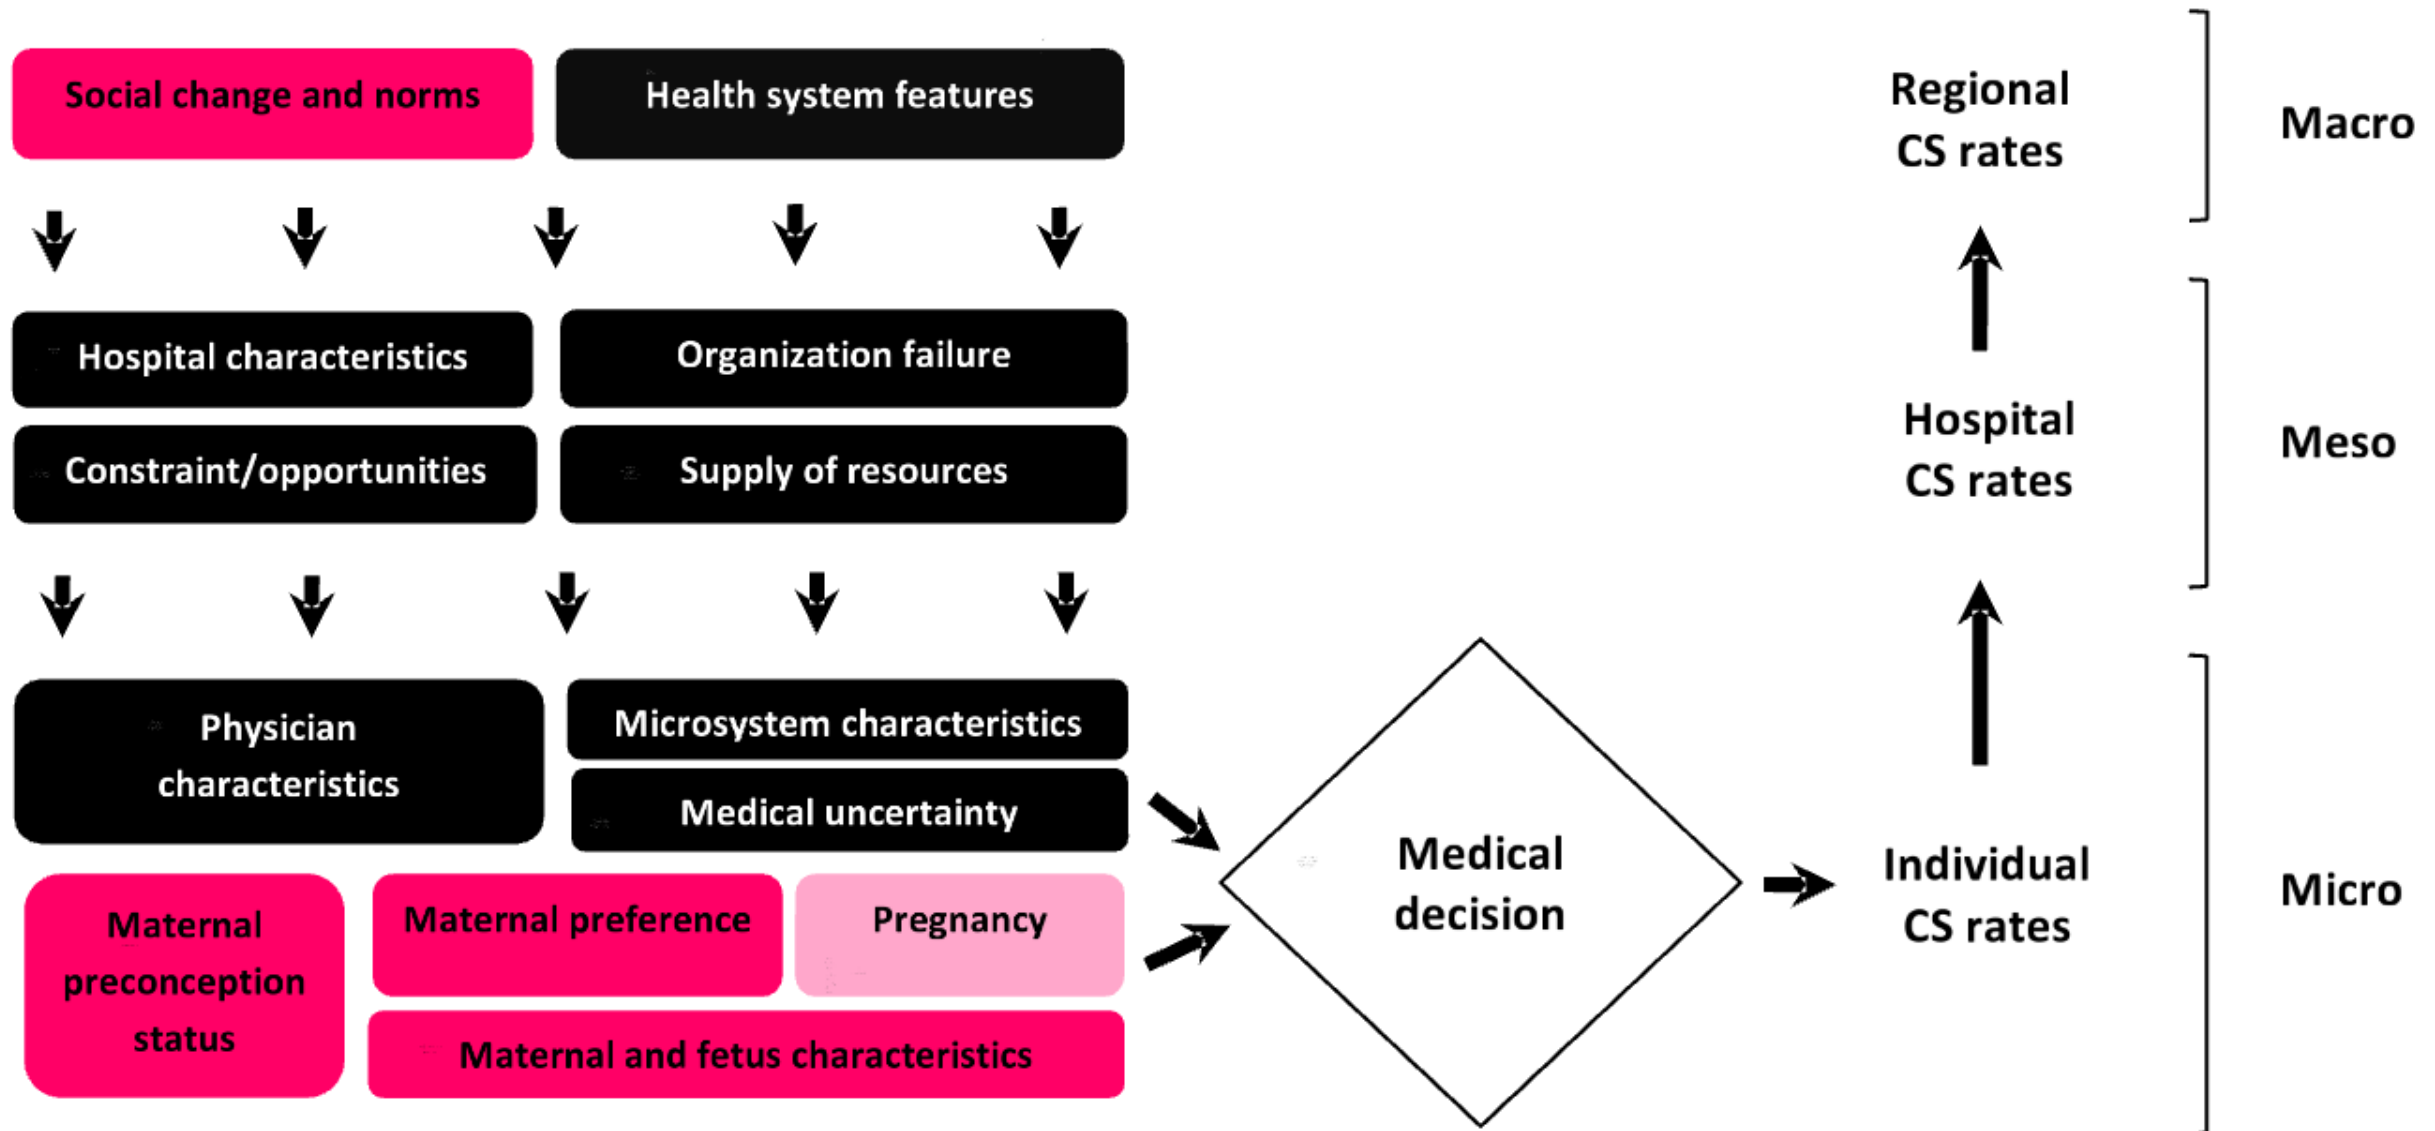 Social change and norms
Health system features
Regional
CS rates
Macro
Hospital characteristics
Organization failure
Constraint/opportunities
Supply of resources
Hospital
CS rates
Meso
Physician
characteristics
Microsystem characteristics
Medical uncertainty
Maternal
preconception
status
Maternal preference
Pregnancy
Maternal and fetus characteristics
Medical
decision
Individual
CS rates
Micro